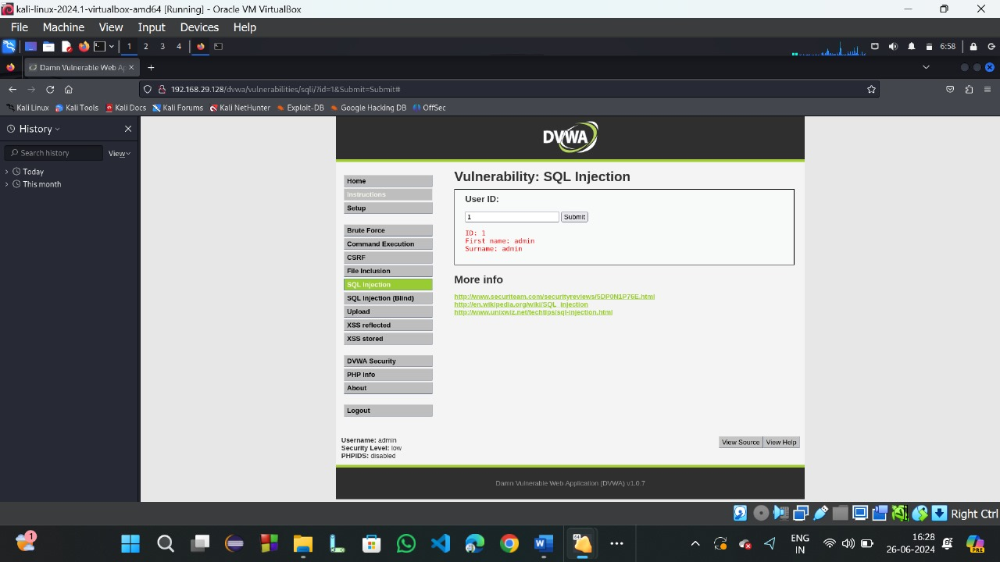 kali-linux-2024.1-virtualbox-amd64 [Running] - Oracle VM VirtualBox
File Machine View Input Devices Help
1 2 3 4 6:58
Damn Vulnerable Web Ap
192.168.29.128/dvwa/vulnerabilities/sqli/?id=1&Submit=Submit#
Kali Linux Kali Tools Kali Docs Kali Forums Kali NetHunter Exploit-DB Google Hacking DB OffSec
History
Search history View
Today
This month
DVWA
Home
Instructions
Setup
Brute Force
Command Execution
CSRF
File Inclusion
SQL Injection
SQL Injection (Blind)
Upload
XSS reflected
XSS stored
DVWA Security
PHP Info
About
Logout
Vulnerability: SQL Injection
User ID:
1 Submit
ID: 1
First name: admin
Surname: admin
More info
http://www.securiteam.com/securityreviews/5DP0N1P76E.html
http://en.wikipedia.org/wiki/SQL_injection
http://www.unixwiz.net/techtips/sql-injection.html
Username: admin
Security Level: low
PHPIDS: disabled
View Source View Help
Damn Vulnerable Web Application (DVWA) v1.0.7
Right Ctrl
1
64
ENG
IN
16:28
26-06-2024
PRE